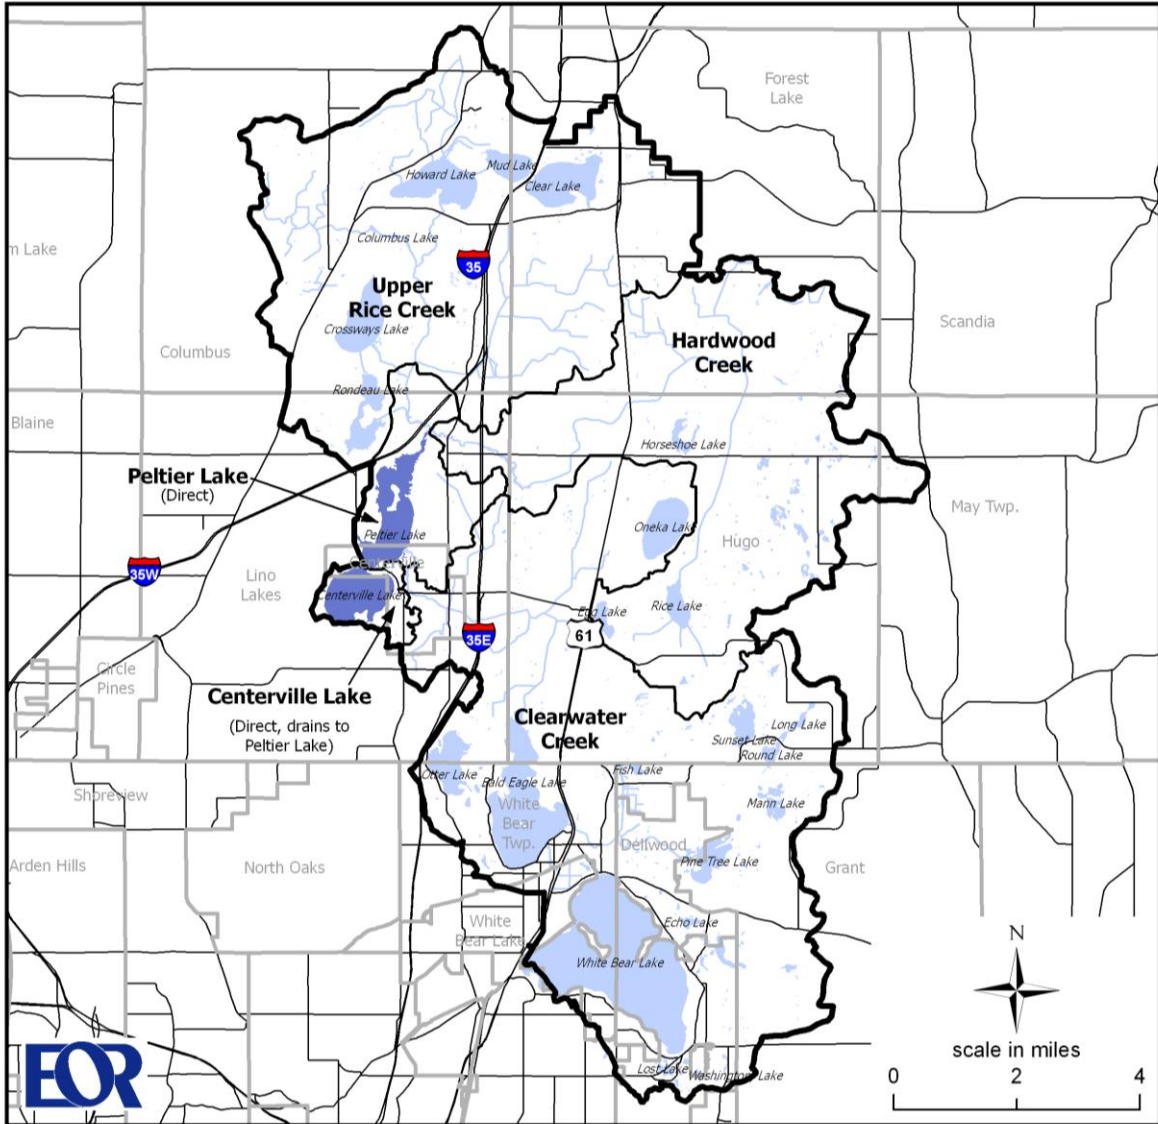 Forest
Lake
Mud Lake
Howard Lake
Clear Lake
m Lake
Columbus Lake
35
Upper
Rice Creek
Crossways Lake
Scandia
Hardwood
Creek
Columbus
Rondeau Lake
Blaine
Horseshoe Lake
Peltier Lake
(Direct)
May Twp.
Oneka Lake
Peltier Lake
Hugo
Centerville
35W
Lino
Lakes
Centerville Lake
Rice Lake
Egg Lake
61
35E
Circle
Pines
Centerville Lake
(Direct, drains to
Peltier Lake)
Clearwater
Creek
Long Lake
Sunset Lake
Round Lake
Otter Lake
Bald Eagle Lake
Fish Lake
Shoreview
White
Bear
Twp.
Mann Lake
Dellwood
Arden Hills
North Oaks
Pine Tree Lake
Grant
White
Bear Lake
Echo Lake
White Bear Lake
N
scale in miles
0 2 4
Lost Lake
Washington Lake
EOR